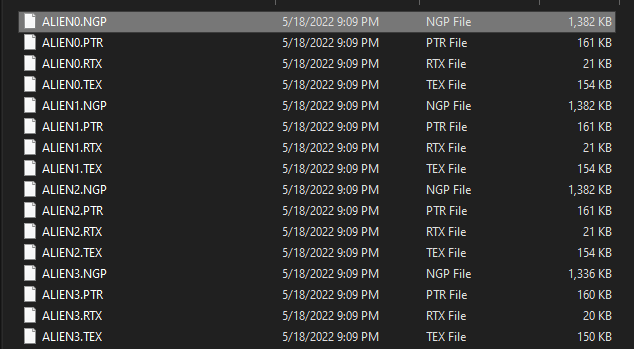 ALIEN0.NGP 5/18/2022 9:09 PM NGP File 1,382 KB
ALIEN0.PTR 5/18/2022 9:09 PM PTR File 161 KB
ALIEN0.RTX 5/18/2022 9:09 PM RTX File 21 KB
ALIEN0.TEX 5/18/2022 9:09 PM TEX File 154 KB
ALIEN1.NGP 5/18/2022 9:09 PM NGP File 1,382 KB
ALIEN1.PTR 5/18/2022 9:09 PM PTR File 161 KB
ALIEN1.RTX 5/18/2022 9:09 PM RTX File 21 KB
ALIEN1.TEX 5/18/2022 9:09 PM TEX File 154 KB
ALIEN2.NGP 5/18/2022 9:09 PM NGP File 1,382 KB
ALIEN2.PTR 5/18/2022 9:09 PM PTR File 161 KB
ALIEN2.RTX 5/18/2022 9:09 PM RTX File 21 KB
ALIEN2.TEX 5/18/2022 9:09 PM TEX File 154 KB
ALIEN3.NGP 5/18/2022 9:09 PM NGP File 1,336 KB
ALIEN3.PTR 5/18/2022 9:09 PM PTR File 160 KB
ALIEN3.RTX 5/18/2022 9:09 PM RTX File 20 KB
ALIEN3.TEX 5/18/2022 9:09 PM TEX File 150 KB